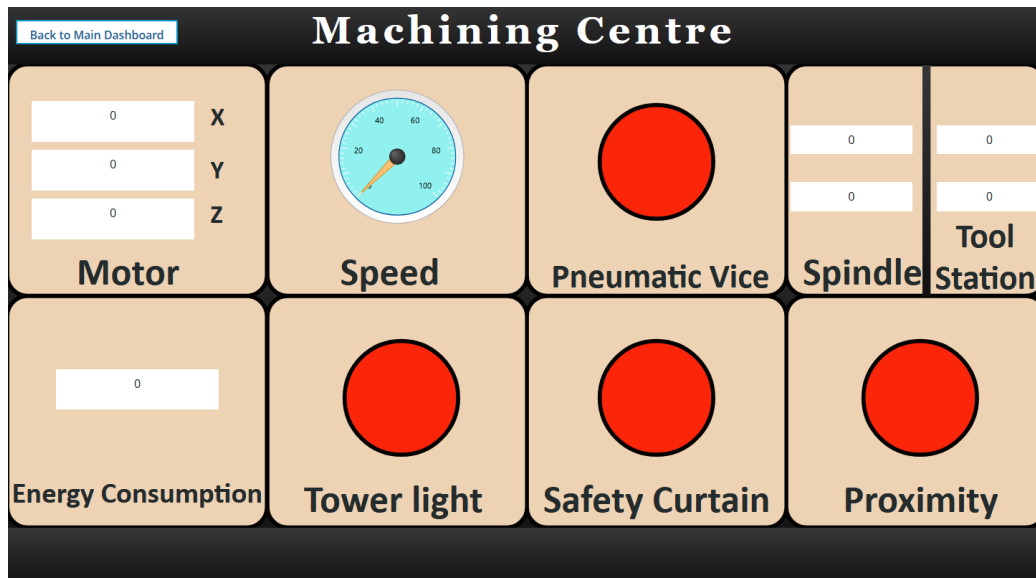 Back to Main Dashboard
Machining Centre
0
X
0
Y
0
Z
Motor
20
40
60
80
100
Speed
Pneumatic Vice
0
0
Spindle
0
0
Tool
Station
0
Energy Consumption
Tower light
Safety Curtain
Proximity